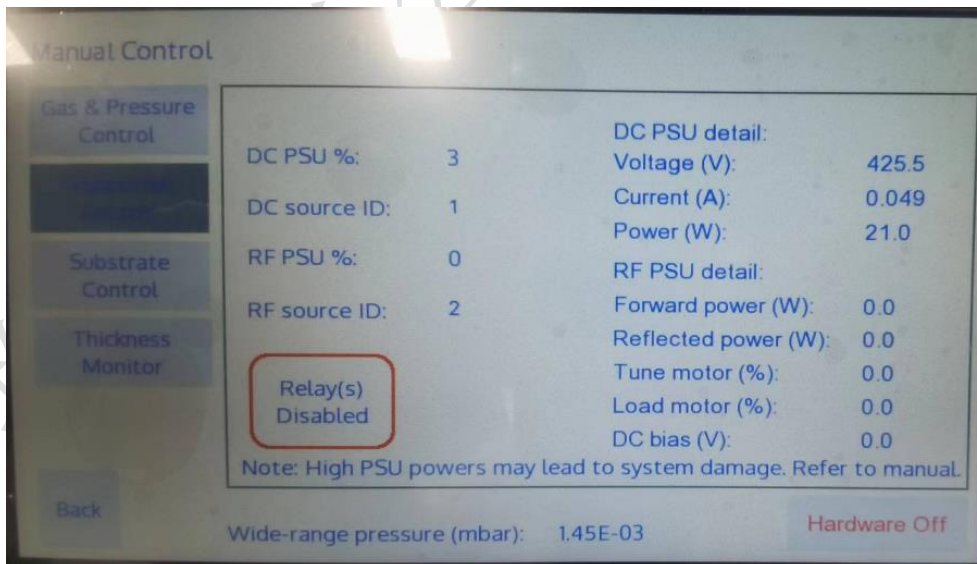 Manual Control
Gas & Pressure
Control
Substrate
Control
Thickness
Monitor
Back
DC PSU %: 3
DC source ID: 1
RF PSU %: 0
RF source ID: 2
Relay(s)
Disabled
DC PSU detail:
Voltage (V): 425.5
Current (A): 0.049
Power (W): 21.0
RF PSU detail:
Forward power (W): 0.0
Reflected power (W): 0.0
Tune motor (%): 0.0
Load motor (%): 0.0
DC bias (V): 0.0
Note: High PSU powers may lead to system damage. Refer to manual.
Wide-range pressure (mbar): 1.45E-03
Hardware Off